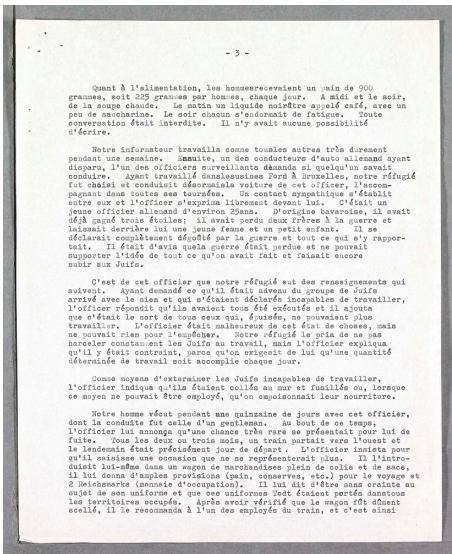 - 3 -
Quant à l'alimentation, les hommesrecevaient un pain de 900
grammes, soit 225 grammes par hommes, chaque jour. A midi et le soir,
de la soupe chaude. Le matin un liquide noirâtre appelé café, avec un
peu de saccharine. Le soir chacun s'endormait de fatigue. Toute
conversation était interdite. Il n'y avait aucune possibilité
d'écrire.
Notre informateur travailla comme tousles autres très durement
pendant une semaine. Ensuite, un des conducteurs d'auto allemand ayant
disparu, l'un des officiers surveillants demanda si quelqu'un savait
conduire. Ayant travaillé danslesusines Ford à Bruxelles, notre réfugié
fut choisi et conduisit désormaisla voiture de cet officer, l'accom-
pagnant dans toutes ses tournées. Un contact sympathique s'établit
entre eux et l'officer s'exprima librement devant lui. C'était un
jeune officier allemand d'environ 25ans. D'origine bavaroise, il avait
déjà gagné trois étoiles; il avait perdu deux frères à la guerre et
laissait derrière lui une jeune femme et un petit enfant. Il se
déclarait complètement dégoûté par la guerre et tout ce qui s'y rappor-
tait. Il était d'avis quela guerre était perdue et ne pouvait
supporter l'idée de tout ce qu'on avait fait et faisait encore
subir aux Juifs.
C'est de cet officier que notre réfugié eut des renseignements qui
suivent. Ayant demandé ce qu'il était advenu du groupe de Juifs
arrivé avec le sien et qui s'étaient déclarés incapables de travailler,
l'officer répondit qu'ils avaient tous été exécutés et il ajouta
que c'était le sort de tous ceux qui, épuisés, ne pouvaient plus
travailler. L'officier était malheureux de cet état de choses, mais
ne pouvait rien pour l'empêcher. Notre réfugié le pria de ne pas
harceler constamment les Juifs au travail, mais l'officier expliqua
qu'il y était contraint, parce qu'on exigeait de lui qu'une quantité
déterminée de travail soit accomplie chaque jour.
Comme moyens d'exterminer les Juifs incapables de travailler,
l'officier indiqua qu'ils étaient collés au mur et fusillés ou, lorsque
ce moyen ne pouvait être employé, qu'on empoisonnait leur nourriture.
Notre homme vécut pendant une quinzaine de jours avec cet officier,
dont la conduite fut celle d'un gentleman. Au bout de ce temps,
l'officier lui annonça qu'une chance très rare se présentait pour lui de
fuite. Tous les deux ou trois mois, un train partait vers l'ouest et
le lendemain était précisément jour de départ. L'officier insista pour
qu'il saisisse une occasion que ne se représenterait plus. Il l'intro-
duisit lui-même dans un wagon de marchandises plein de colis et de sacs,
il lui donna d'amples provisions (pain, conserves, etc.) pour le voyage et
2 Reichsmarks (monnaie d'occupation). Il lui dit d'être sans crainte au
sujet de son uniforme et que ces uniformes Todt étaient portés danstous
les territoires occupés. Après avoir vérifié que le wagon fût dûment
scellé, il le recommanda à l'un des employés du train, et c'est ainsi